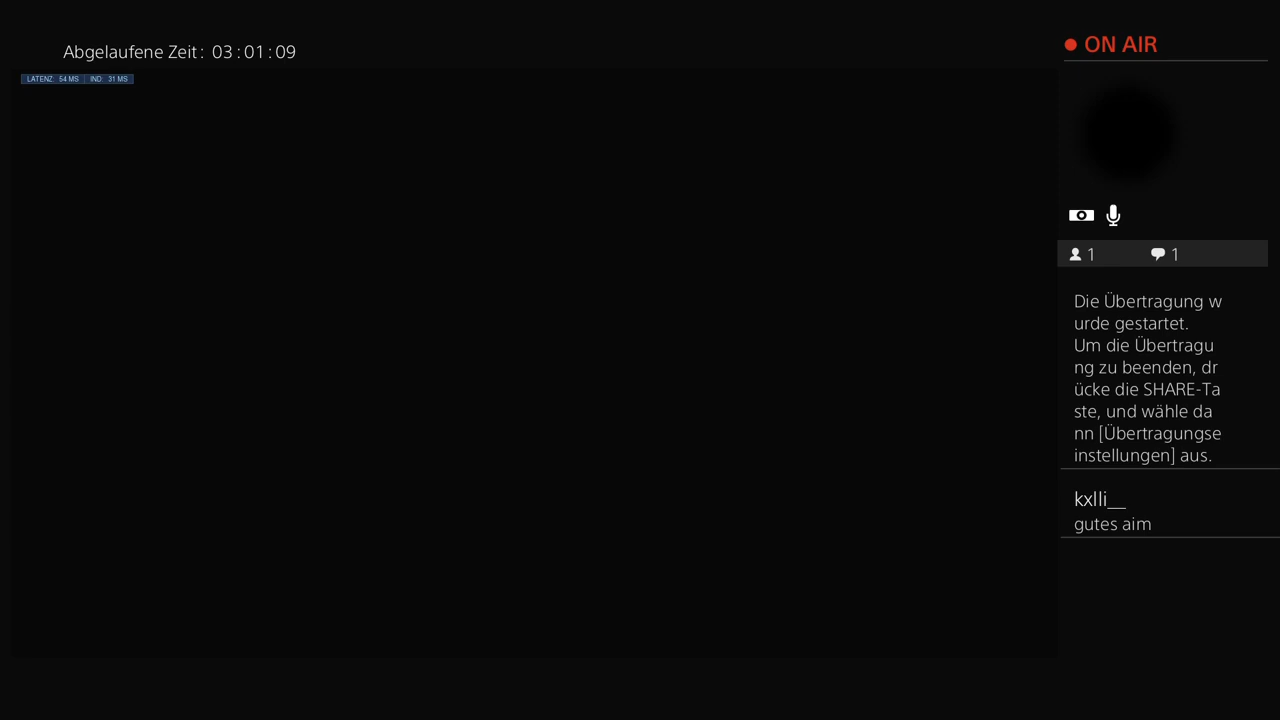 Abgelaufene Zeit: 03:01:09
ON AIR
LATENZ: 54 MS IND: 31 MS
1 1
Die Übertragung w
urde gestartet.
Um die Übertragu
ng zu beenden, dr
ücke die SHARE-Ta
ste, und wähle da
nn [Übertragungse
instellungen] aus.
kxlli__
gutes aim